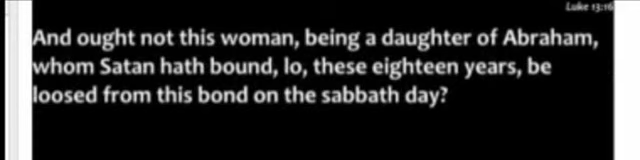 Luke 13:16
And ought not this woman, being a daughter of Abraham,
whom Satan hath bound, lo, these eighteen years, be
loosed from this bond on the sabbath day?